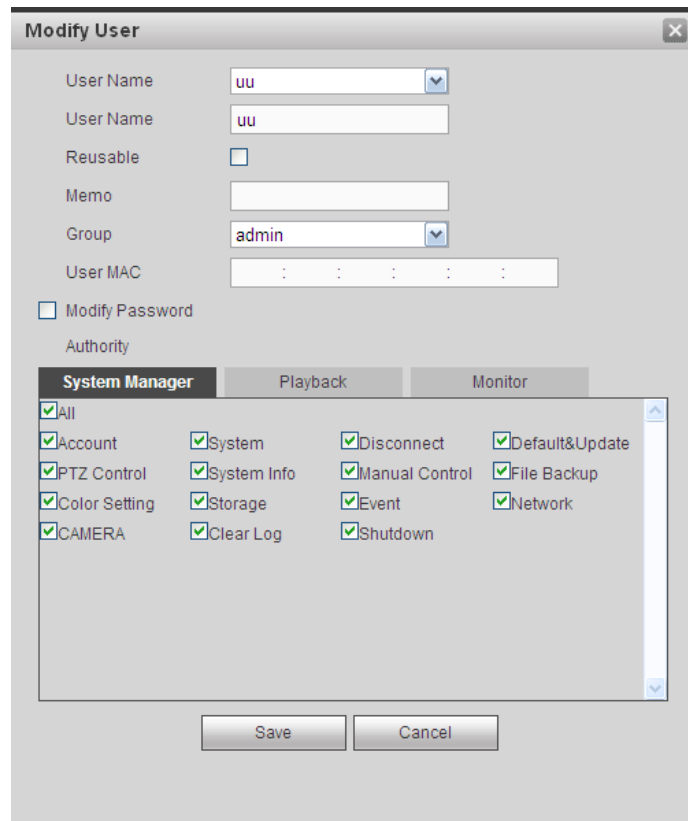 Modify User
User Name uu
User Name uu
Reusable
Memo
Group admin
User MAC : : : : :
Modify Password
Authority
System Manager Playback Monitor
All
Account System Disconnect Default&Update
PTZ Control System Info Manual Control File Backup
Color Setting Storage Event Network
CAMERA Clear Log Shutdown
Save Cancel